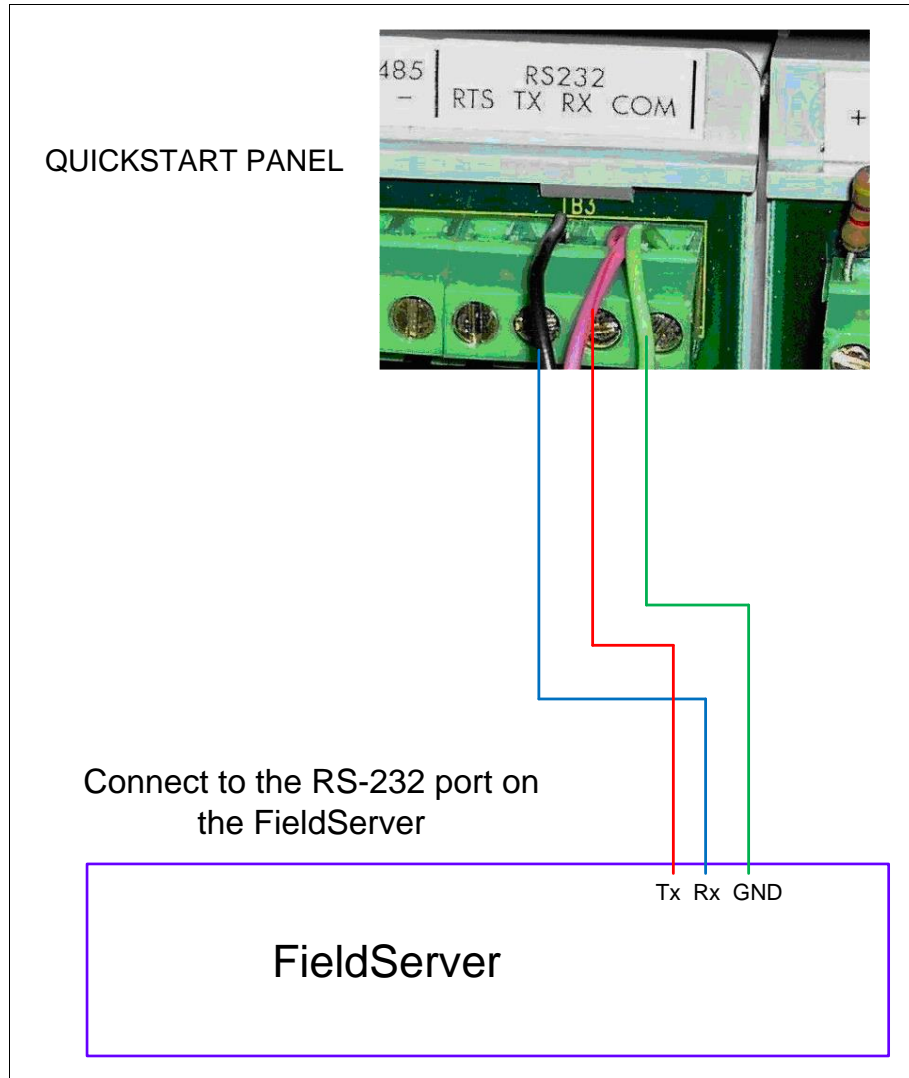 485 RS232
- RTS TX RX COM
+
QUICKSTART PANEL
TB3
Connect to the RS-232 port on
the FieldServer
Tx Rx GND
FieldServer